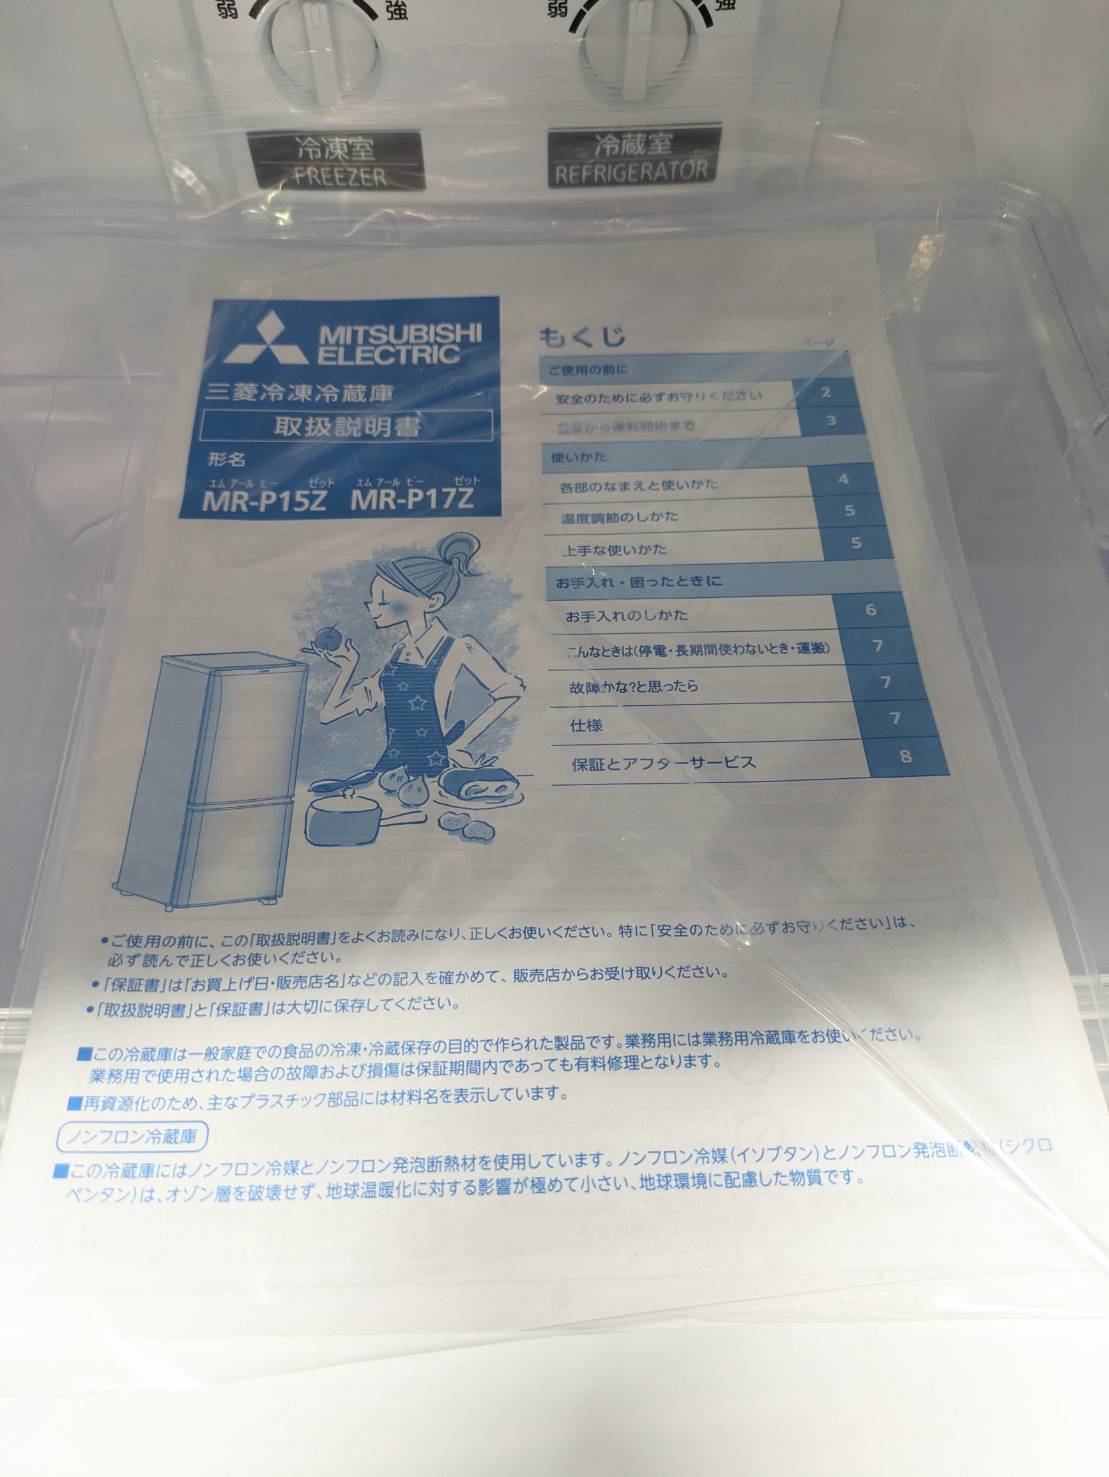 弱 強 弱 強
冷凍室
FREEZER
冷蔵室
REFRIGERATOR
MITSUBISHI
ELECTRIC
三菱冷凍冷蔵庫
取扱説明書
形名
エム アール ピー ゼット エム アール ピー ゼット
MR-P15Z MR-P17Z
もくじ
ページ
ご使用の前に
安全のために必ずお守りください 2
から運転開始まで 3
使いかた
各部のなまえと使いかた 4
温度調節のしかた 5
上手な使いかた 5
お手入れ・困ったときに
お手入れのしかた 6
こんなときは(停電・長期間使わないとき・運搬) 7
故障かな?と思ったら 7
仕様 7
保証とアフターサービス 8
●ご使用の前に、この「取扱説明書」をよくお読みになり、正しくお使いください。特に「安全のために必ずお守りください」は、
必ず読んで正しくお使いください。
●「保証書」は「お買上げ日・販売店名」などの記入を確かめて、販売店からお受け取りください。
●「取扱説明書」と「保証書」は大切に保存してください。
■この冷蔵庫は一般家庭での食品の冷凍・冷蔵保存の目的で作られた製品です。業務用には業務用冷蔵庫をお使いください。
業務用で使用された場合の故障および損傷は保証期間内であっても有料修理となります。
■再資源化のため、主なプラスチック部品には材料名を表示しています。
ノンフロン冷蔵庫
■この冷蔵庫にはノンフロン冷媒とノンフロン発泡断熱材を使用しています。ノンフロン冷媒(イソブタン)とノンフロン発泡断熱材(シクロ
ペンタン)は、オゾン層を破壊せず、地球温暖化に対する影響が極めて小さい、地球環境に配慮した物質です。